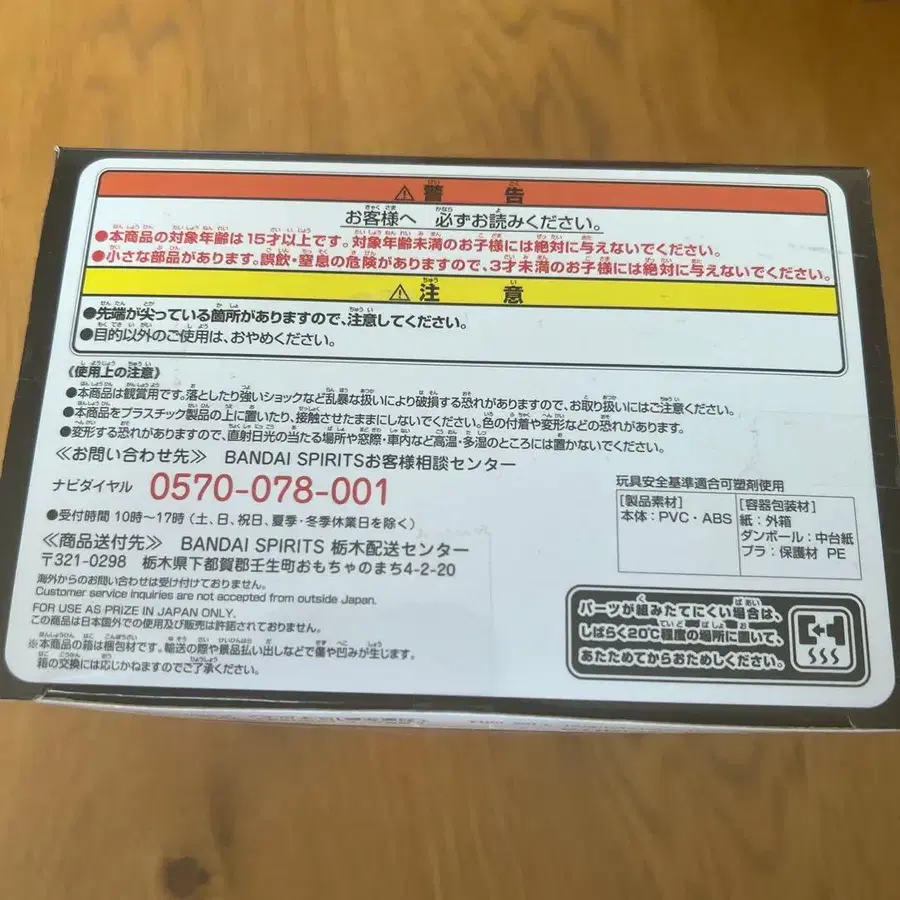 ⚠警告
お客様へ 必ずお読みください。
●本商品の対象年齢は15才以上です。対象年齢未満のお子様には絶対に与えないでください。
●小さな部品があります。誤飲・窒息の危険がありますので、3才未満のお子様には絶対に与えないでください。
⚠注意
●先端が尖っている箇所がありますので、注意してください。
●目的以外のご使用は、おやめください。
《使用上の注意》
●本商品は観賞用です。落としたり強いショックなど乱暴な扱いにより破損する恐れがありますので、お取り扱いにはご注意ください。
●本商品をプラスチック製品の上に置いたり、接触させたままにしないでください。色の付着や変形などの恐れがあります。
●変形する恐れがありますので、直射日光の当たる場所や窓際・車内など高温・多湿のところには置かないでください。
≪お問い合わせ先≫ BANDAI SPIRITSお客様相談センター
ナビダイヤル 0570-078-001
●受付時間 10時〜17時(土、日、祝日、夏季・冬季休業日を除く)
≪商品送付先≫ BANDAI SPIRITS 栃木配送センター
〒321-0298 栃木県下都賀郡壬生町おもちゃのまち4-2-20
海外からのお問い合わせは受け付けておりません。
Customer service inquiries are not accepted from outside Japan.
FOR USE AS PRIZE IN JAPAN ONLY.
この商品は日本国外での使用及び販売は許諾されておりません。
※本商品の箱は梱包材です。輸送の際や景品払い出しなどで傷や凹みが生じます。
箱の交換には応じかねますのでご了承ください。
玩具安全基準適合可塑剤使用
[製品素材]
本体:PVC・ABS
[容器包装材]
紙:外箱
ダンボール:中台紙
プラ:保護材 PE
パーツが組みたてにくい場合は、
しばらく20℃程度の場所に置いて、
あたためてからおためしください。